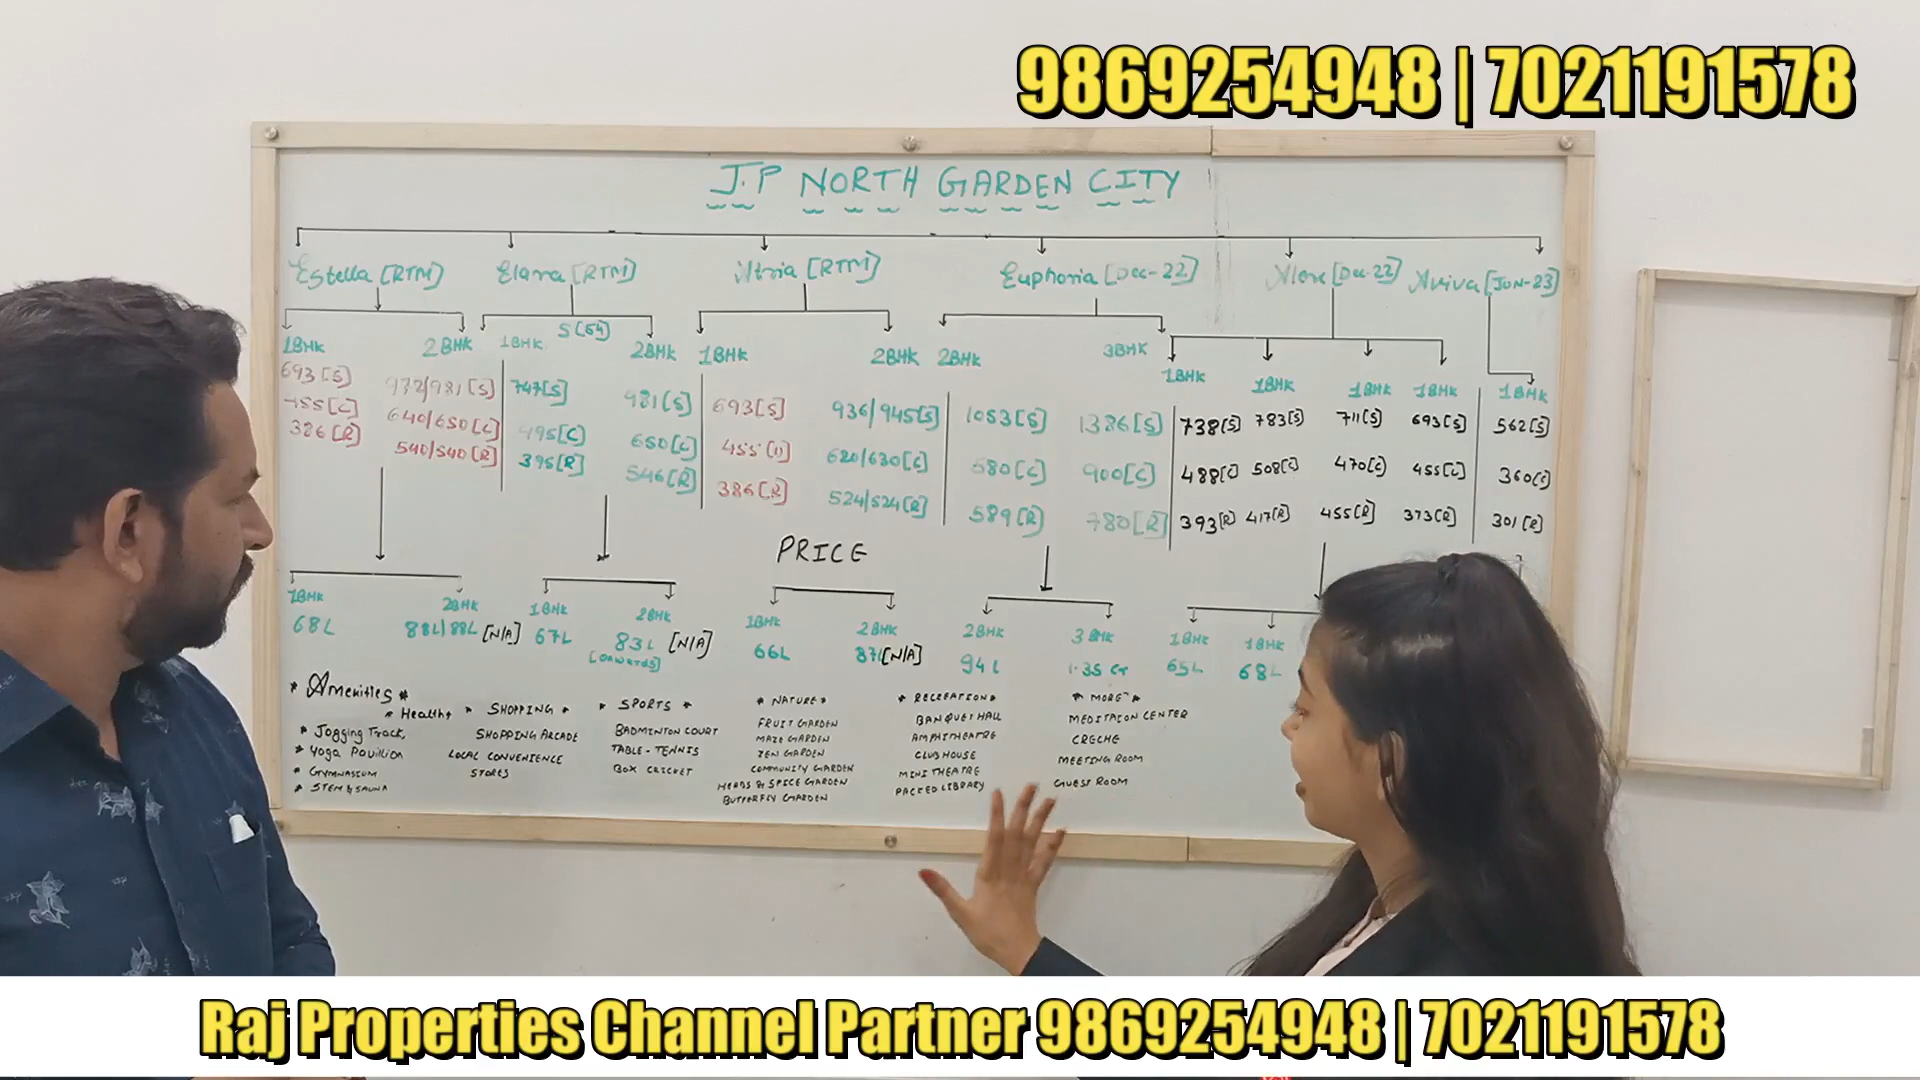 9869254948 | 7021191578
J.P NORTH GARDEN CITY
Estella [RTM] Elara [RTM] Atria [RTM] Euphoria [Dec-22] [Dec-22] Aviva [JUN-23]
1BHK 2BHK 1BHK S[54] 2BHK 1BHK 2BHK 2BHK 3BHK 1BHK 1BHK 1BHK 1BHK 1BHK
693[S] 972/981[S] 747[S] 981[S] 693[S] 936/945[S] 1053[S] 1386[S] 738[S] 783[S] 711[S] 693[S] 562[S]
455[C] 640/650[C] 495[C] 650[C] 620/630[C] 580[C] 900[C] 488[C] 508[C] 470[C] 455[C] 360[C]
386[R] 540/540[R] 395[R] 546[R] 386[R] 524/524[R] 589[R] 780[R] 393[R] 417[R] 455[R] 373[R] 301[R]
PRICE
1BHK 2BHK 1BHK 2BHK 1BHK 2BHK 2BHK 3BHK 1BHK 1BHK
68L 88L/88L [N/A] 67L 83L [N/A] 66L [N/A] 94L 1.35 Cr 65L 68L
[ONWARDS]
* Amenities *
* Health *
* Jogging Track,
* Yoga Pavillion
* GYMNASIUM
* STEM & SAUNA
* SHOPPING *
SHOPPING ARCADE
LOCAL CONVENIENCE
STORES
* SPORTS *
BADMINTON COURT
TABLE - TENNIS
BOX CRICKET
* NATURE *
FRUIT GARDEN
MAZE GARDEN
ZEN GARDEN
COMMUNITY GARDEN
HERBS & SPICE GARDEN
BUTTERFLY GARDEN
* RECREATION *
BANQUET HALL
AMPHITHEATRE
CLUB HOUSE
MINI THEATRE
PACKED LIBRARY
* MORE *
MEDITAION CENTER
CRECHE
MEETING ROOM
GUEST ROOM
Raj Properties Channel Partner 9869254948 | 7021191578